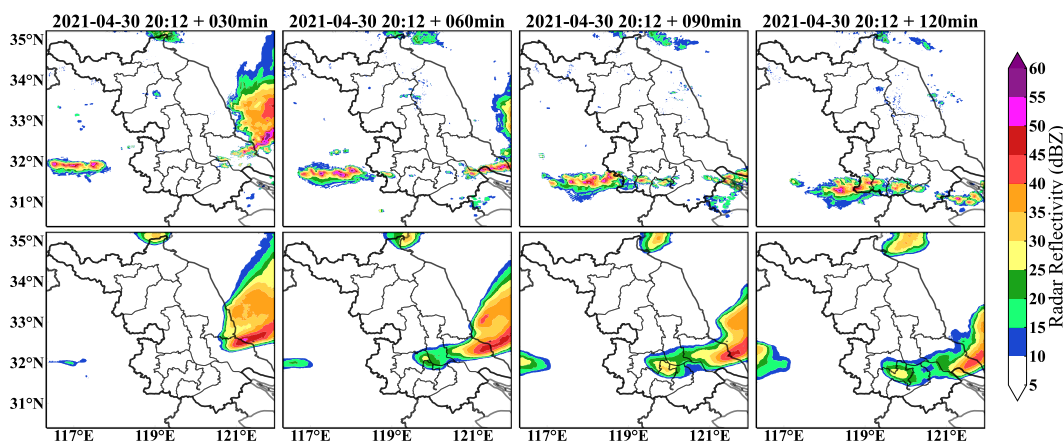 2021-04-30 20:12 + 030min
2021-04-30 20:12 + 060min
2021-04-30 20:12 + 090min
2021-04-30 20:12 + 120min
35°N
34°N
33°N
32°N
31°N
35°N
34°N
33°N
32°N
31°N
117°E
119°E
121°E
117°E
119°E
121°E
117°E
119°E
121°E
117°E
119°E
121°E
60
55
50
45
40
35
30
25
20
15
10
5
Radar Reflectivity (dBZ)